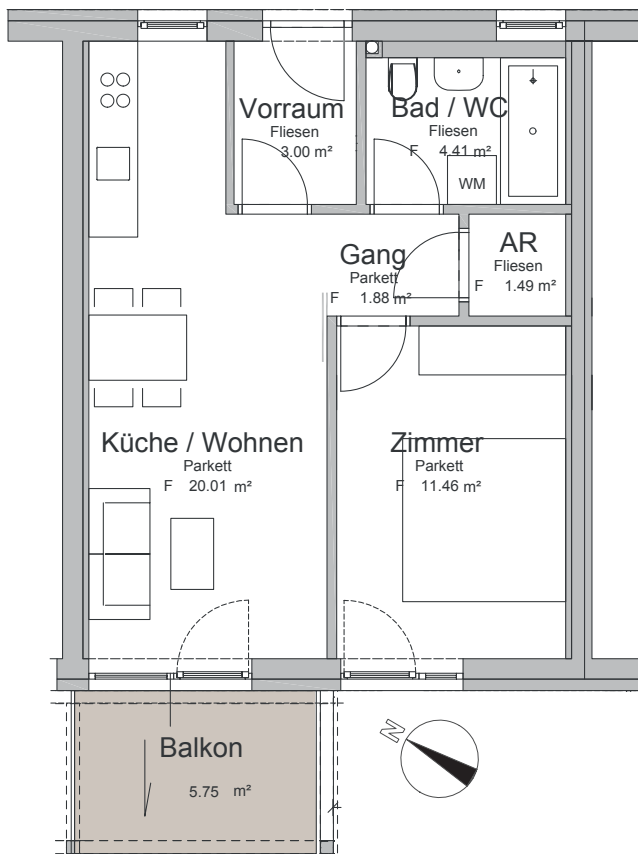 Vorraum
Fliesen
3.00 m²
Bad / WC
Fliesen
F 4.41 m²
WM
Gang
Parkett
F 1.88 m²
AR
Fliesen
F 1.49 m²
Küche / Wohnen
Parkett
F 20.01 m²
Zimmer
Parkett
F 11.46 m²
Balkon
5.75 m²
N